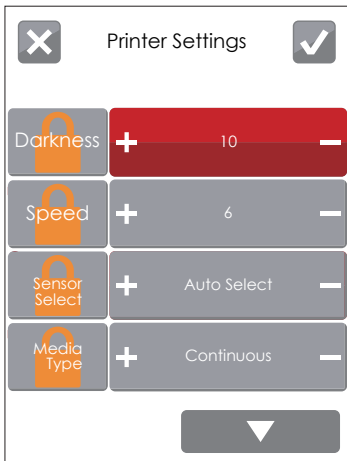 Printer Settings
Darkness
10
Speed
6
Sensor
Select
Auto Select
Media
Type
Continuous